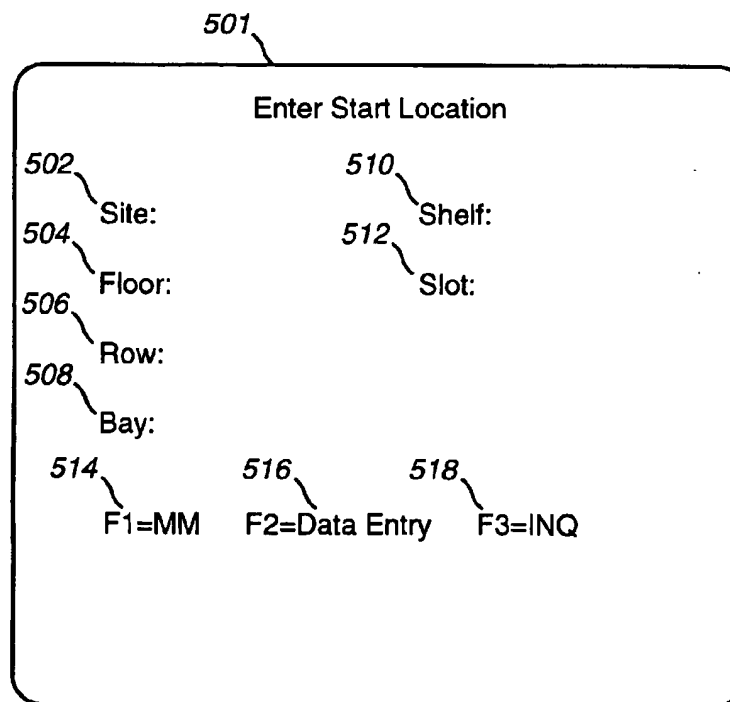 501
Enter Start Location
502 510
Site: Shelf:
504 512
Floor: Slot:
506
Row:
508
Bay:
514 516 518
F1=MM F2=Data Entry F3=INQ